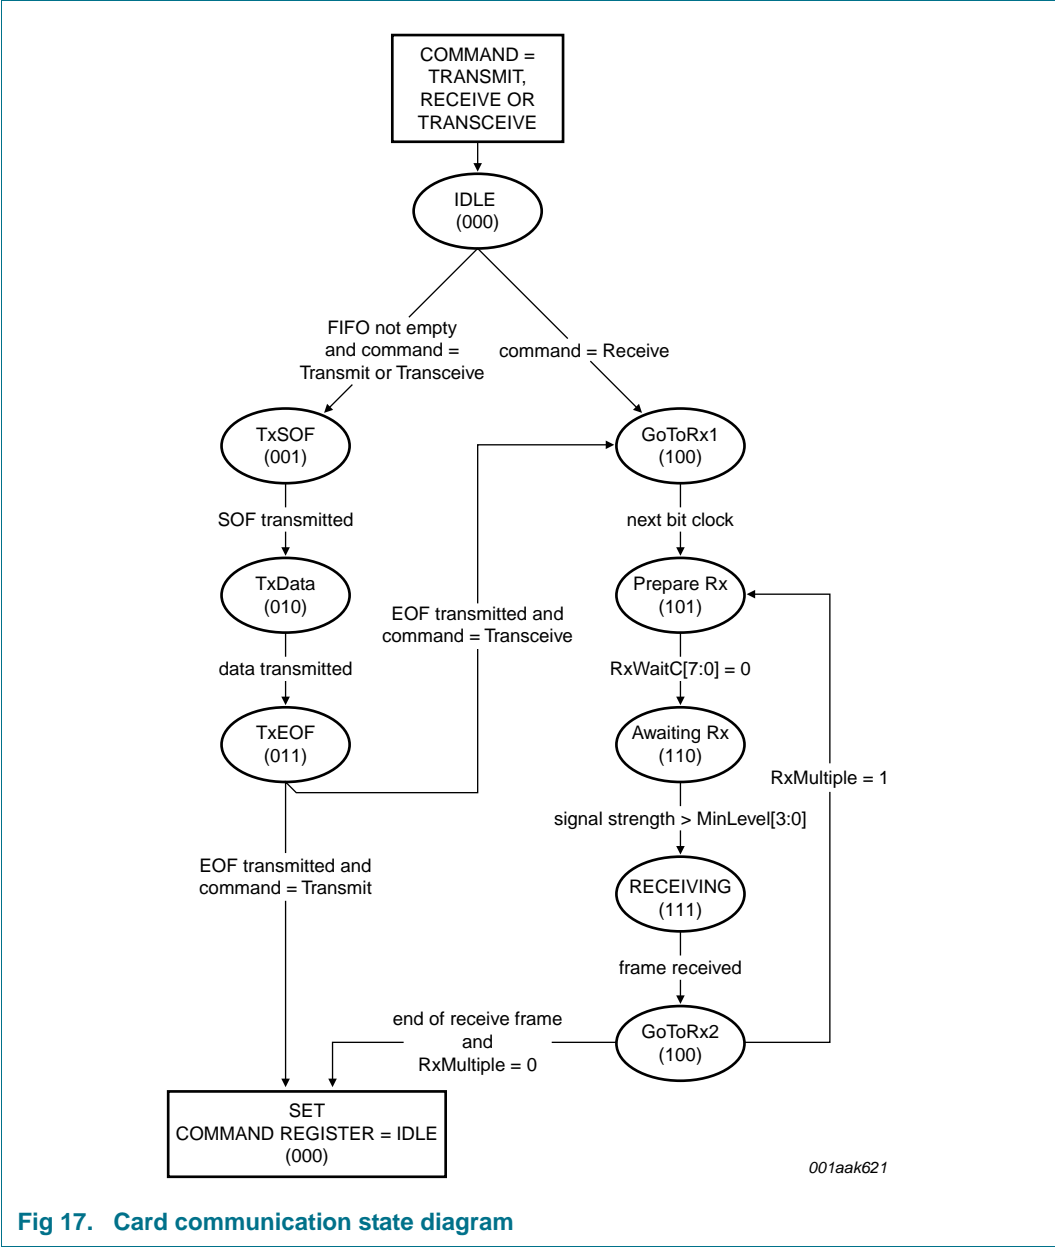 COMMAND =
TRANSMIT,
RECEIVE OR
TRANSCEIVE
IDLE
(000)
FIFO not empty
and command =
Transmit or Transceive
command = Receive
TxSOF
(001)
GoToRx1
(100)
SOF transmitted
next bit clock
TxData
(010)
Prepare Rx
(101)
EOF transmitted and
command = Transceive
data transmitted
RxWaitC[7:0] = 0
TxEOF
(011)
Awaiting Rx
(110)
RxMultiple = 1
signal strength > MinLevel[3:0]
EOF transmitted and
command = Transmit
RECEIVING
(111)
frame received
end of receive frame
and
RxMultiple = 0
GoToRx2
(100)
SET
COMMAND REGISTER = IDLE
(000)
001aak621
Fig 17. Card communication state diagram